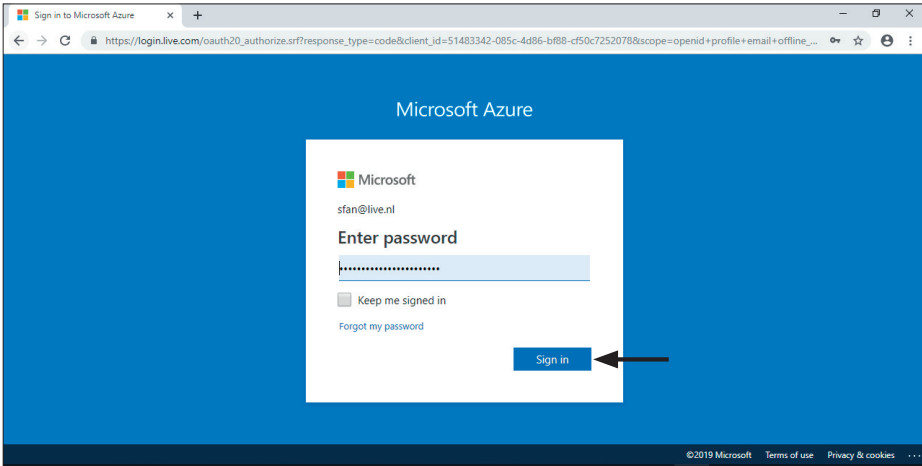 Sign in to Microsoft Azure
https://login.live.com/oauth20_authorize.srf?response_type=code&client_id=51483342-085c-4d86-bf88-cf50c7252078&scope=openid+profile+email+offline_...
Microsoft Azure
Microsoft
sfan@live.nl
Enter password
Keep me signed in
Forgot my password
Sign in
©2019 Microsoft Terms of use Privacy & cookies ...